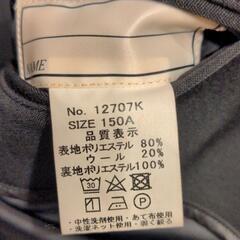 NAME
No. 12707K
SIZE 150A
品質表示
表地ポリエステル 80%
ウール 20%
裏地ポリエステル100%
30
・中性洗剤使用・あて布使用
・洗濯ネット使用・弱く絞る